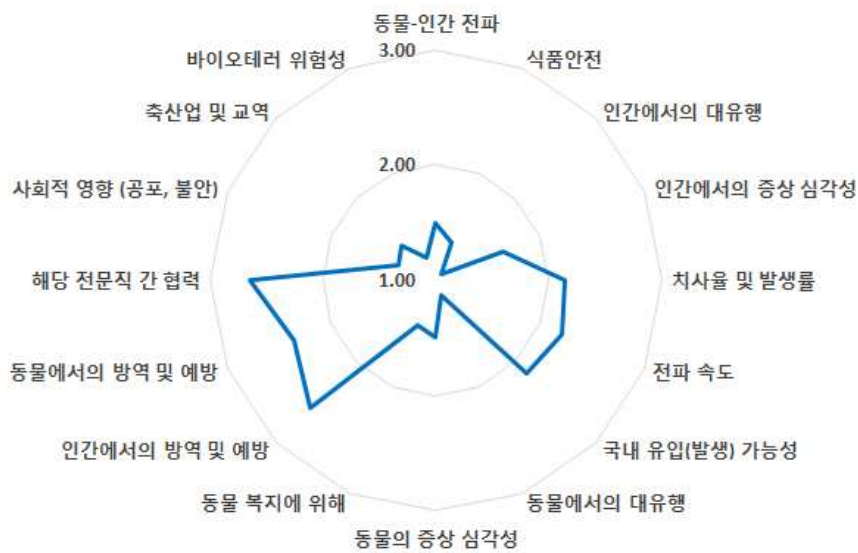 동물-인간 전파
3.00
식품안전
바이오테러 위험성
인간에서의 대유행
축산업 및 교역
2.00
인간에서의 증상 심각성
사회적 영향 (공포, 불안)
1.00
치사율 및 발생률
해당 전문직 간 협력
전파 속도
동물에서의 방역 및 예방
국내 유입(발생) 가능성
인간에서의 방역 및 예방
동물에서의 대유행
동물 복지에 위해
동물의 증상 심각성